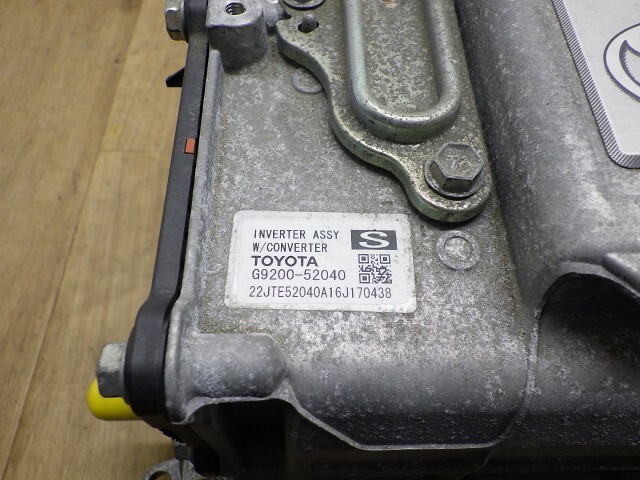 INVERTER ASSY
W/CONVERTER
S
TOYOTA
G9200-52040
22JTE52040A16J170438